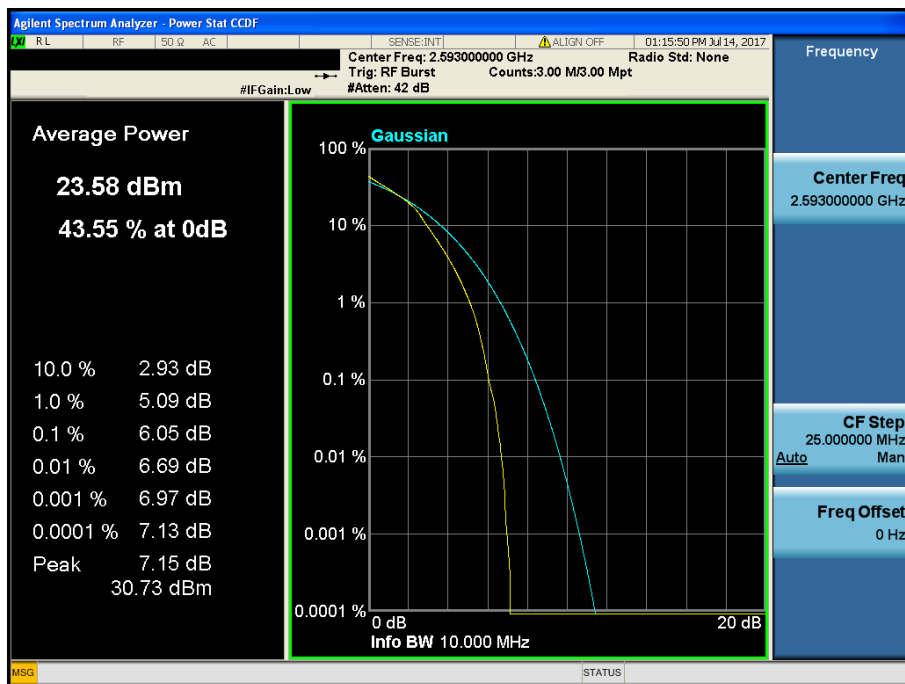 Agilent Spectrum Analyzer - Power Stat CCDF
LXI RL RF 50 Ω AC SENSE:INT ALIGN OFF 01:15:50 PM Jul 14, 2017
Center Freq: 2.593000000 GHz Radio Std: None
Trig: RF Burst Counts:3.00 M/3.00 Mpt
#IFGain:Low #Atten: 42 dB
Frequency
Average Power
23.58 dBm
43.55 % at 0dB
10.0 % 2.93 dB
1.0 % 5.09 dB
0.1 % 6.05 dB
0.01 % 6.69 dB
0.001 % 6.97 dB
0.0001 % 7.13 dB
Peak 7.15 dB
30.73 dBm
Gaussian
100 %
10 %
1 %
0.1 %
0.01 %
0.001 %
0.0001 %
0 dB 20 dB
Info BW 10.000 MHz
Center Freq
2.593000000 GHz
CF Step
25.000000 MHz
Auto Man
Freq Offset
0 Hz
MSG STATUS